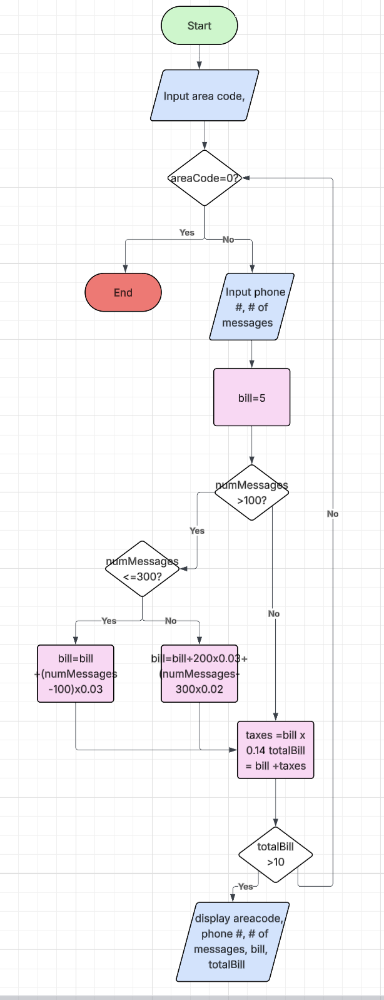 Start
Input area code,
areaCode=0?
Yes
No
End
Input phone
#, # of
messages
bill=5
numMessages
>100?
No
Yes
numMessages
<=300?
No
Yes
No
bill=bill
+(numMessages
-100)x0.03
bill=bill+200x0.03+
(numMessages-
300x0.02
taxes =bill x
0.14 totalBill
= bill +taxes
totalBill
>10
Yes
display areacode,
phone #, # of
messages, bill,
totalBill